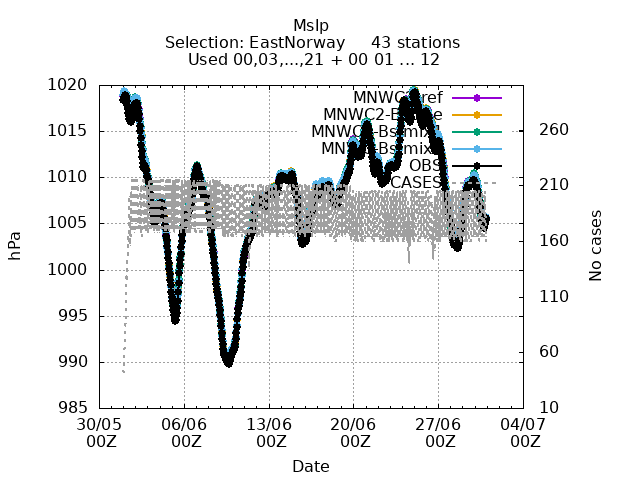 Mslp
Selection: EastNorway 43 stations
Used 00,03,...,21 + 00 01 ... 12
1020
1015
1010
1005
1000
995
990
985
hPa
260
210
160
110
60
10
No cases
OBS
CASES
30/05 06/06 13/06 20/06 27/06 04/07
00Z 00Z 00Z 00Z 00Z 00Z
Date